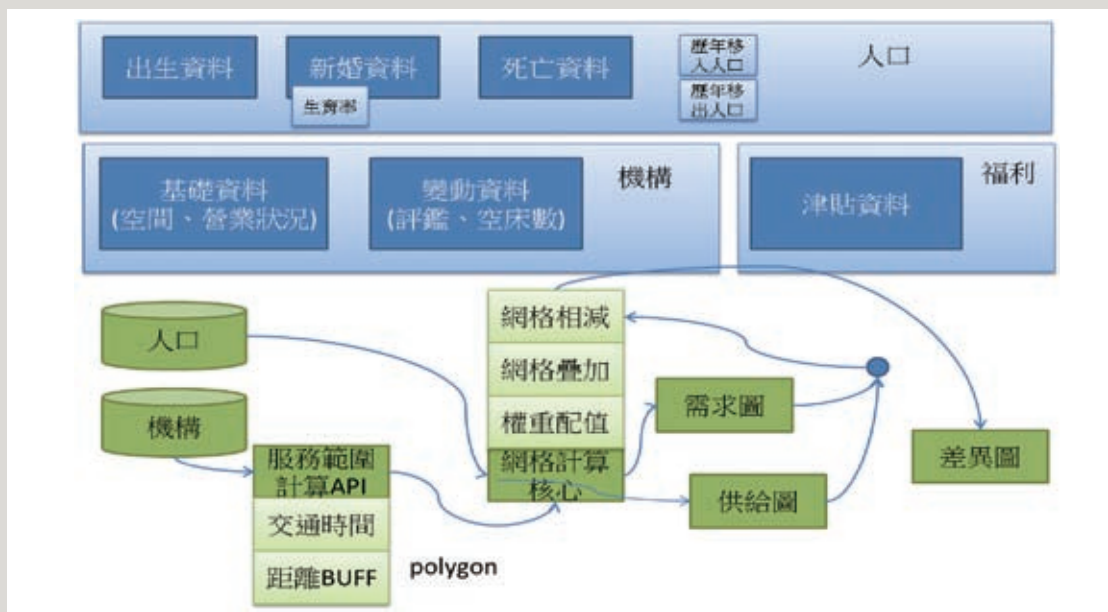 出生資料
新婚資料
生育率
死亡資料
歷年移
入人口
歷年移
出人口
人口
基礎資料
(空間、營業狀況)
變動資料
(評鑑、空床數)
機構
津貼資料
福利
人口
機構
服務範圍
計算API
交通時間
距離BUFF
polygon
網格相減
網格疊加
權重配值
網格計算
核心
需求圖
供給圖
差異圖